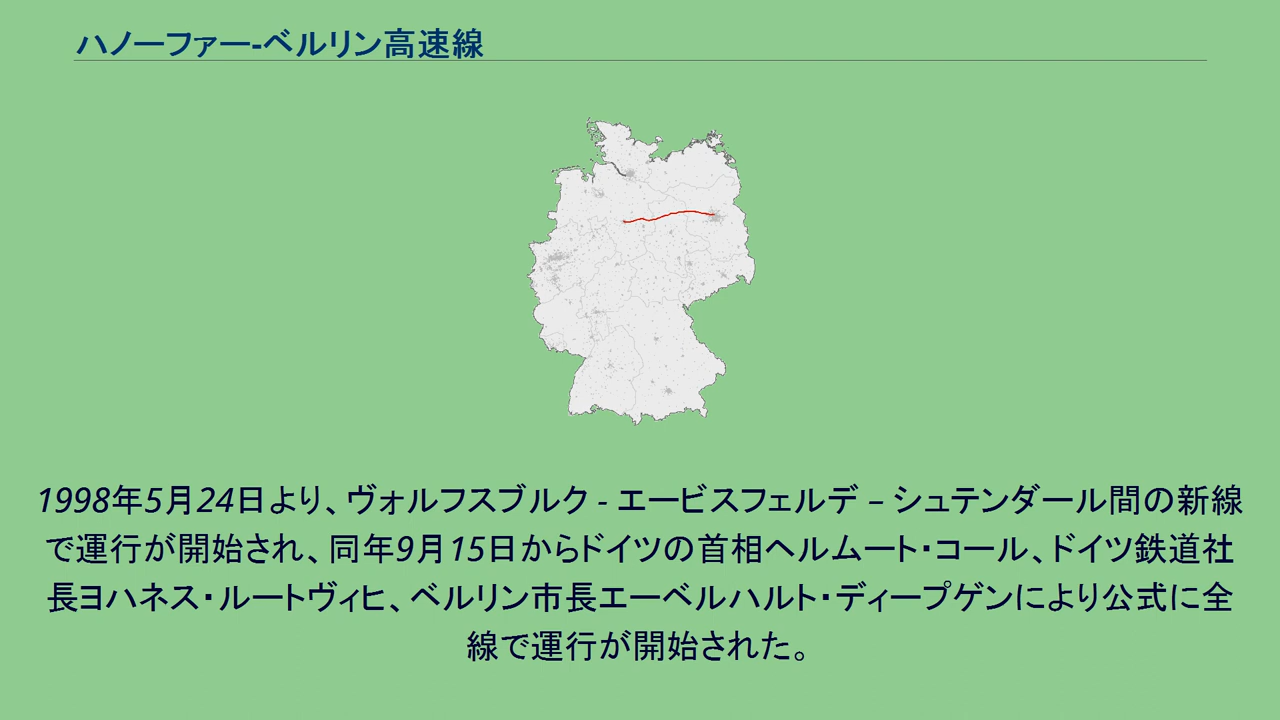 ハノーファー-ベルリン高速線
1998年5月24日より、ヴォルフスブルク - エービスフェルデ – シュテンダール間の新線
で運行が開始され、同年9月15日からドイツの首相ヘルムート・コール、ドイツ鉄道社
長ヨハネス・ルートヴィヒ、ベルリン市長エーベルハルト・ディープゲンにより公式に全
線で運行が開始された。